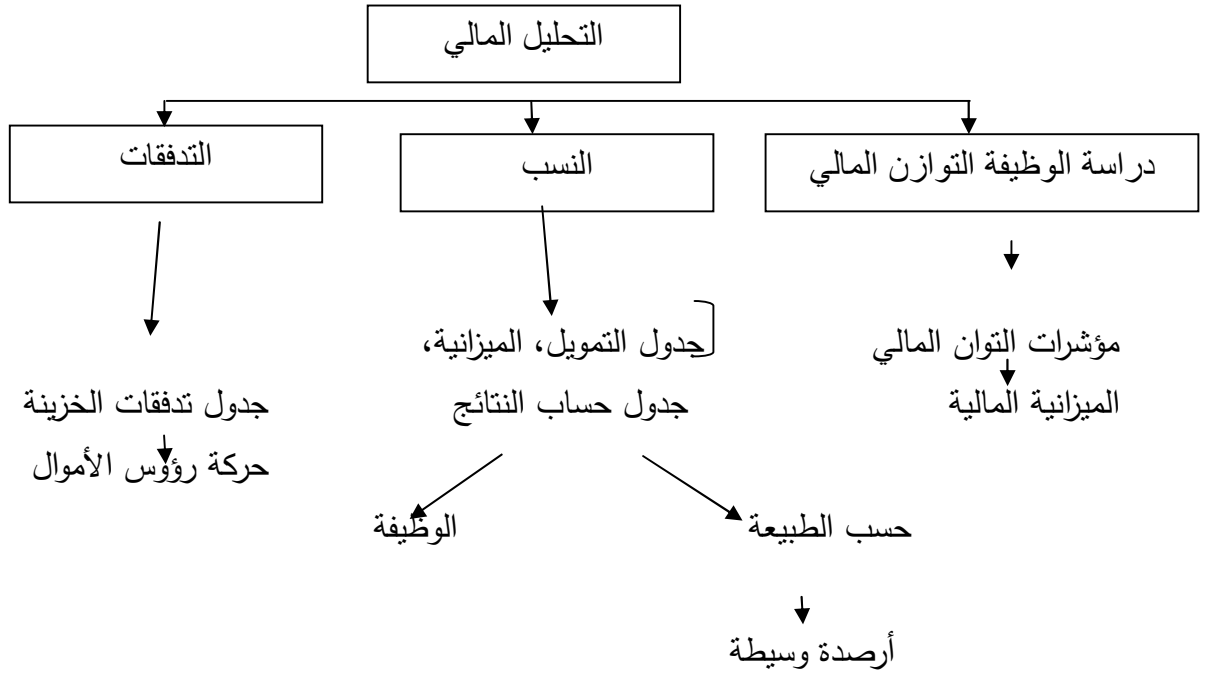 التحليل المالي
دراسة الوظيفة التوازن المالي
النسب
التدفقات
مؤشرات التوان المالي
الميزانية المالية
جدول التمويل، الميزانية،
جدول حساب النتائج
جدول تدفقات الخزينة
حركة رؤوس الأموال
حسب الطبيعة
الوظيفة
أرصدة وسيطة